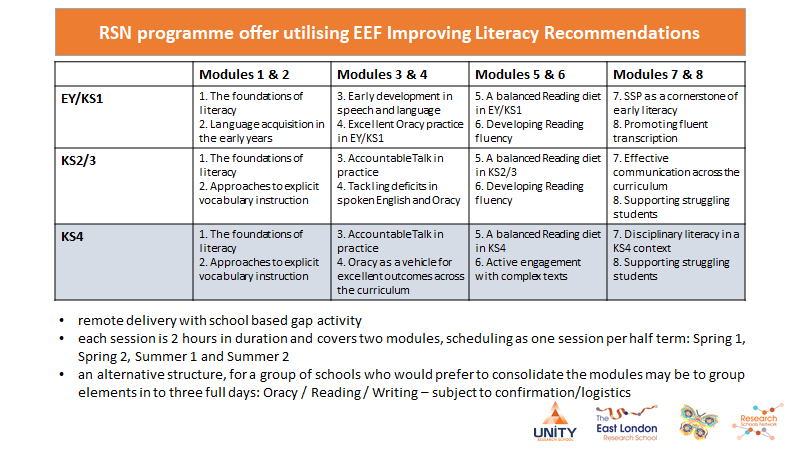 RSN programme offer utilising EEF Improving Literacy Recommendations
Modules 1 & 2
Modules 3 & 4
Modules 5 & 6
Modules 7 & 8
EY/KS1
1. The foundations of
literacy
2. Language acquisition in
the early years
3. Early development in
speech and language
4. Excellent Oracy practice
in EY/KS1
5. A balanced Reading diet
in EY/KS1
6. Developing Reading
fluency
7. SSP as a cornerstone of
early literacy
8. Promoting fluent
transcription
KS2/3
1. The foundations of
literacy
2. Approaches to explicit
vocabulary instruction
3. Accountable Talk in
practice
4. Tackling deficits in
spoken English and Oracy
5. A balanced Reading diet
in KS2/3
6. Developing Reading
fluency
7. Effective
communication across the
curriculum
8. Supporting struggling
students
KS4
1. The foundations of
literacy
2. Approaches to explicit
vocabulary instruction
3. Accountable Talk in
practice
4. Oracy as a vehicle for
excellent outcomes across
the curriculum
5. A balanced Reading diet
in KS4
6. Active engagement
with complex texts
7. Disciplinary literacy in a
KS4 context
8. Supporting struggling
students
• remote delivery with school based gap activity
• each session is 2 hours in duration and covers two modules, scheduling as one session per half term: Spring 1,
Spring 2, Summer 1 and Summer 2
• an alternative structure, for a group of schools who would prefer to consolidate the modules may be to group
elements in to three full days: Oracy / Reading / Writing – subject to confirmation/logistics
UNITY
RESEARCH SCHOOL
The
East London
Research School
Research
Schools Network